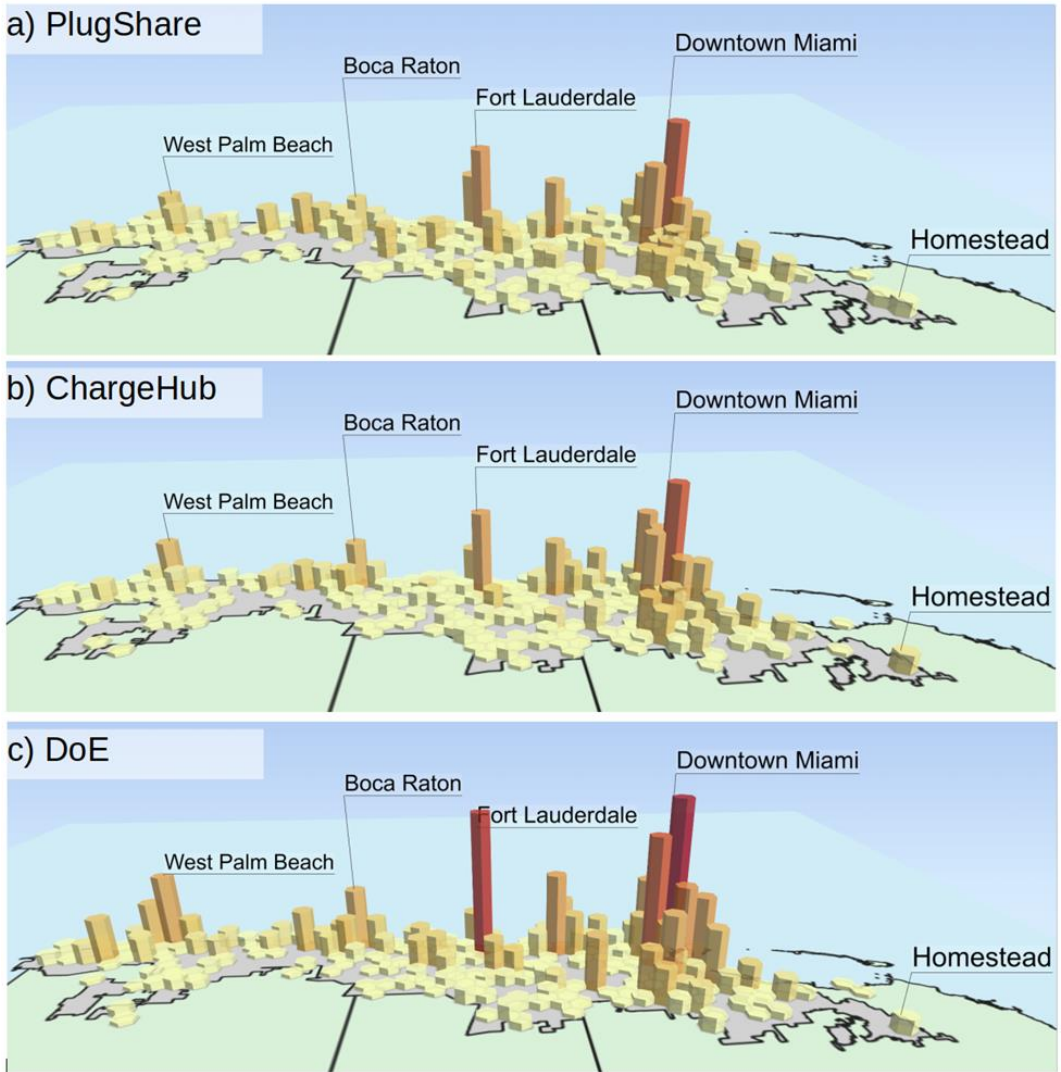 a) PlugShare
Downtown Miami
Boca Raton
Fort Lauderdale
West Palm Beach
Homestead
b) ChargeHub
Downtown Miami
Boca Raton
Fort Lauderdale
West Palm Beach
Homestead
c) DoE
Downtown Miami
Boca Raton
Fort Lauderdale
West Palm Beach
Homestead